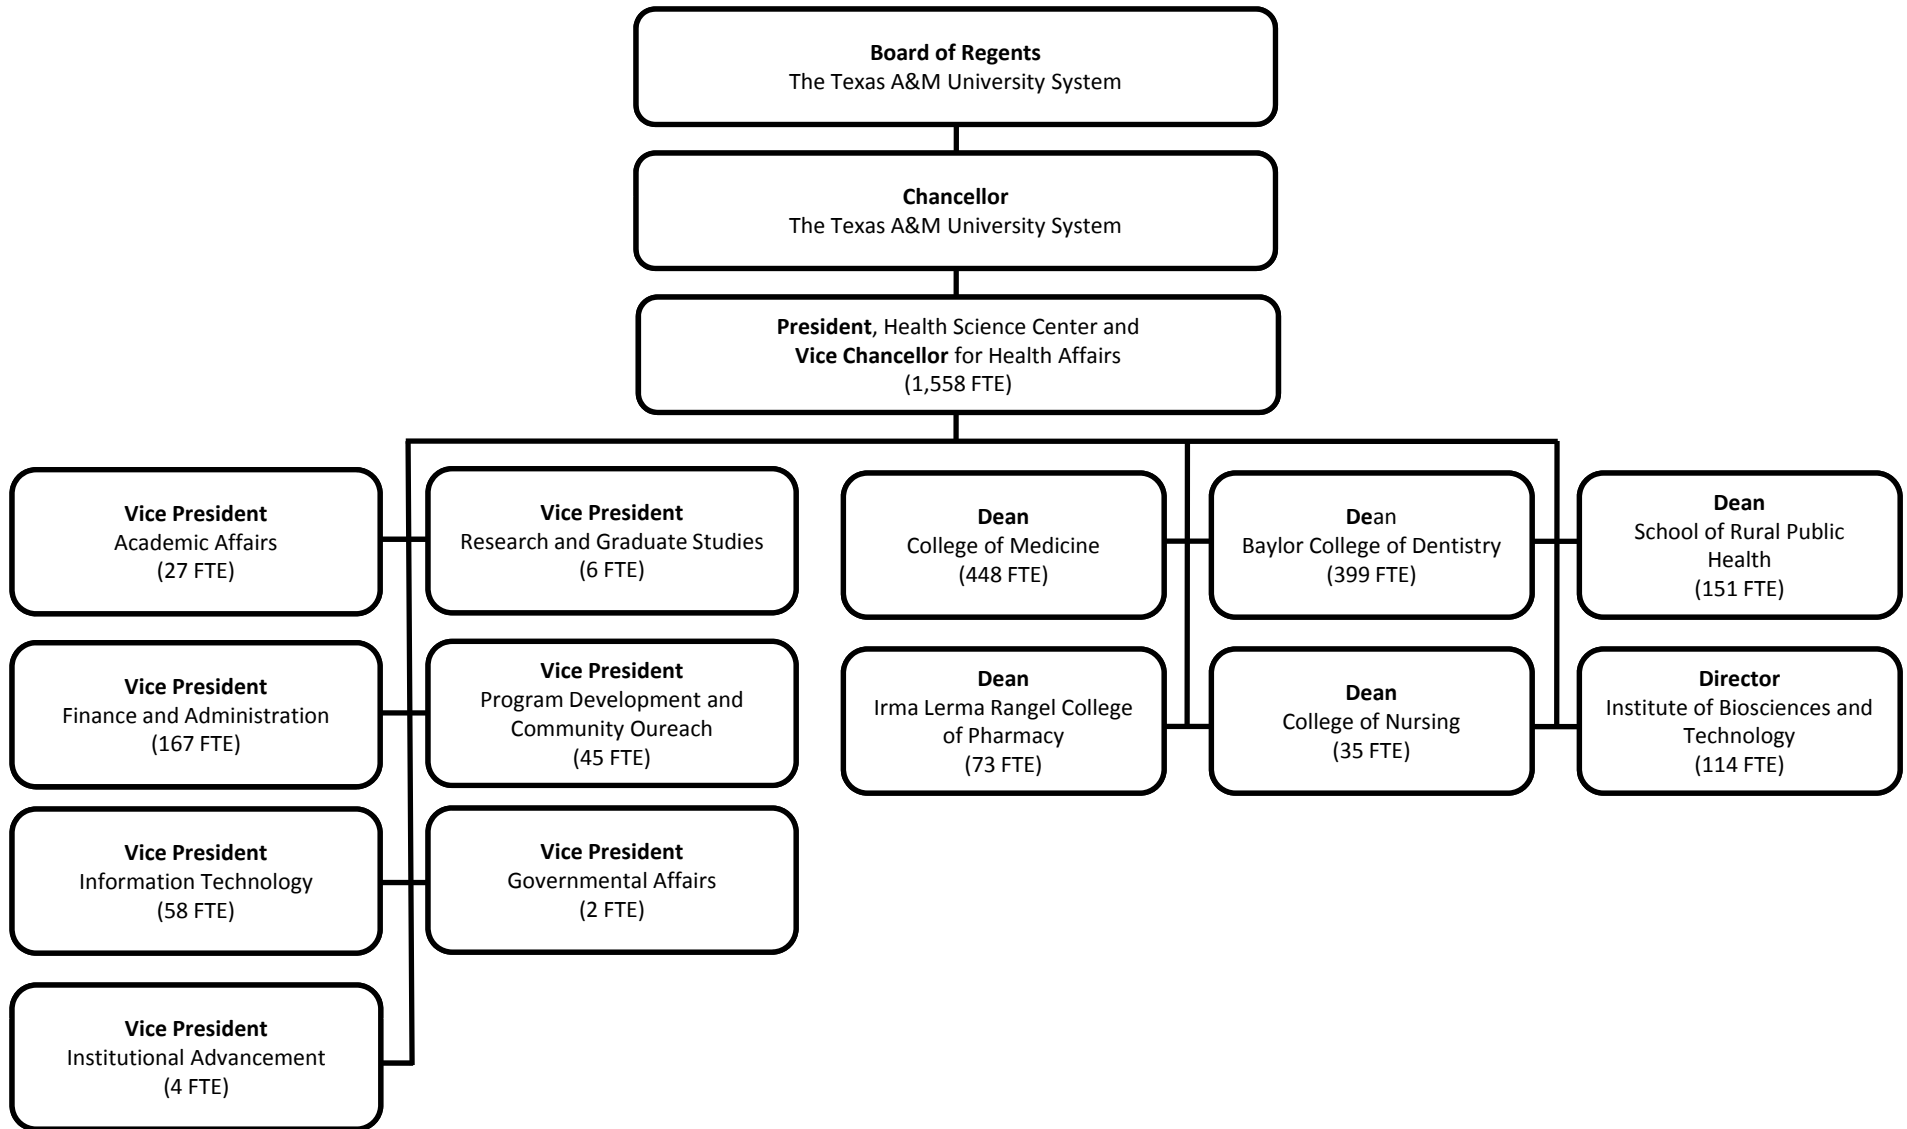 Board of Regents
The Texas A&M University System
Chancellor
The Texas A&M University System
President, Health Science Center and
Vice Chancellor for Health Affairs
(1,558 FTE)
Vice President
Academic Affairs
(27 FTE)
Vice President
Research and Graduate Studies
(6 FTE)
Dean
College of Medicine
(448 FTE)
Dean
Baylor College of Dentistry
(399 FTE)
Dean
School of Rural Public
Health
(151 FTE)
Vice President
Finance and Administration
(167 FTE)
Vice President
Program Development and
Community Oureach
(45 FTE)
Dean
Irma Lerma Rangel College
of Pharmacy
(73 FTE)
Dean
College of Nursing
(35 FTE)
Director
Institute of Biosciences and
Technology
(114 FTE)
Vice President
Information Technology
(58 FTE)
Vice President
Governmental Affairs
(2 FTE)
Vice President
Institutional Advancement
(4 FTE)